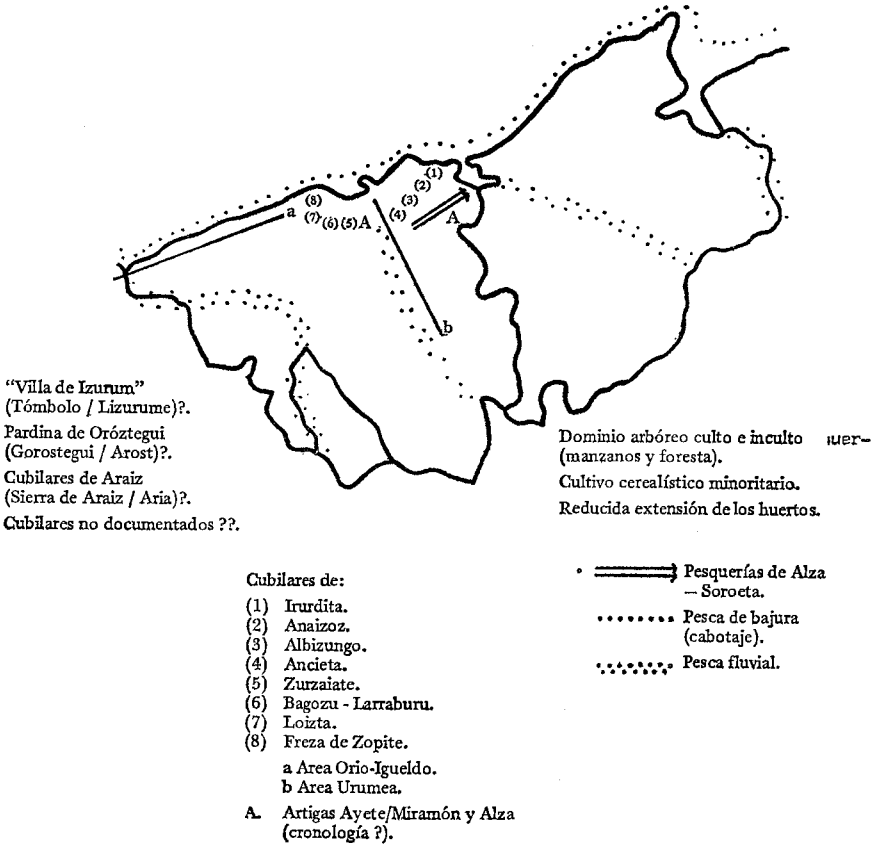 (1)
(2)
(8)
(3)
a
(7) (6) (5) A
(4)
A
b
“Villa de Izurum”
(Tómbolo / Lizurume)?.
Pardina de Oróztegui
(Gorostegui / Arost)?.
Cubilares de Araiz
(Sierra de Araiz / Aria)?.
Cubilares no documentados ??.
Dominio arbóreo culto e inculto
(manzanos y foresta).
Cultivo cerealístico minoritario.
Reducida extensión de los huertos.
Cubilares de:
(1) Irurdita.
(2) Anaizoz.
(3) Albizungo.
(4) Ancieta.
(5) Zurzaiate.
(6) Bagozu - Larraburu.
(7) Loizta.
(8) Freza de Zopite.
a Area Orio-Igueldo.
b Area Urumea.
A. Artigas Ayete/Miramón y Alza
(cronología ?).
Pesquerías de Alza
— Soroeta.
Pesca de bajura
(cabotaje).
Pesca fluvial.